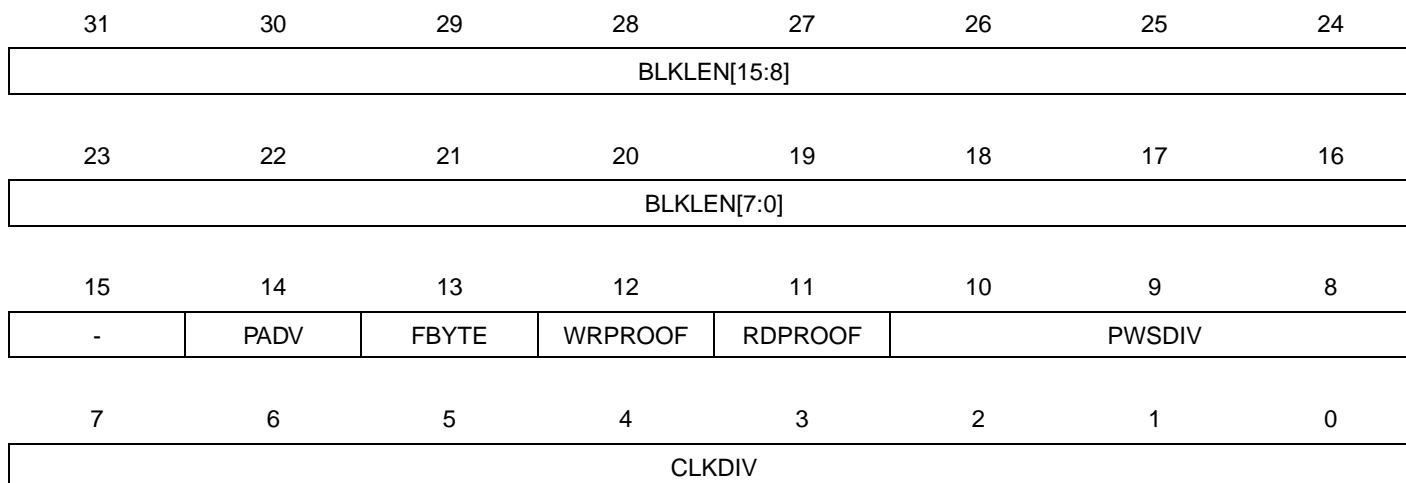 31 30 29 28 27 26 25 24
BLKLEN[15:8]
23 22 21 20 19 18 17 16
BLKLEN[7:0]
15 14 13 12 11 10 9 8
- PADV FBYTE WRPROOF RDPROOF PWSDIV
7 6 5 4 3 2 1 0
CLKDIV